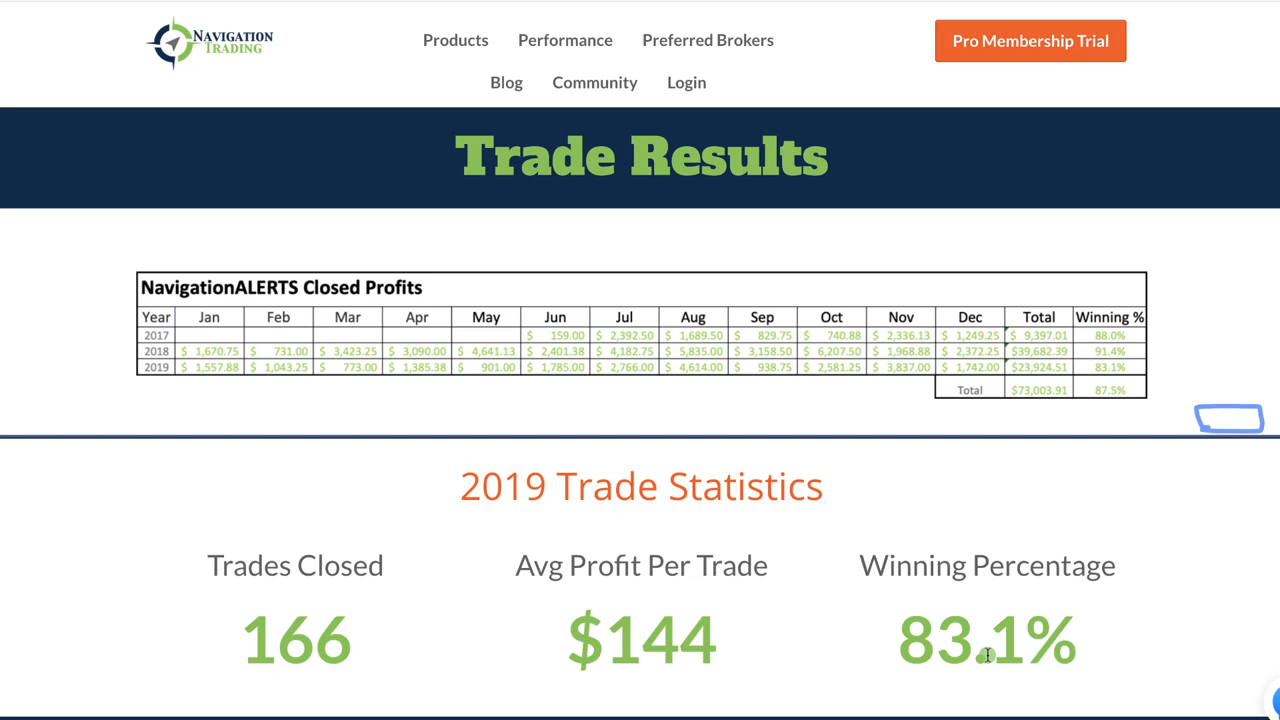 NAVIGATION
TRADING
Products Performance Preferred Brokers
Blog Community Login
Pro Membership Trial
Trade Results
NavigationALERTS Closed Profits
Year Jan Feb Mar Apr May Jun Jul Aug Sep Oct Nov Dec Total Winning %
2017 $ 159.00 $ 2,392.50 $ 1,689.50 $ 829.75 $ 740.88 $ 2,336.13 $ 1,249.25 $ 9,397.01 88.0%
2018 $ 1,670.75 $ 731.00 $ 3,423.25 $ 3,090.00 $ 4,641.13 $ 2,401.38 $ 4,182.75 $ 5,835.00 $ 3,158.50 $ 6,207.50 $ 1,968.88 $ 2,372.25 $39,682.39 91.4%
2019 $ 1,557.88 $ 1,043.25 $ 773.00 $ 1,385.38 $ 901.00 $ 1,785.00 $ 2,766.00 $ 4,614.00 $ 938.75 $ 2,581.25 $ 3,837.00 $ 1,742.00 $23,924.51 83.1%
Total $73,003.91 87.5%
2019 Trade Statistics
Trades Closed Avg Profit Per Trade Winning Percentage
166 $144 83.1%